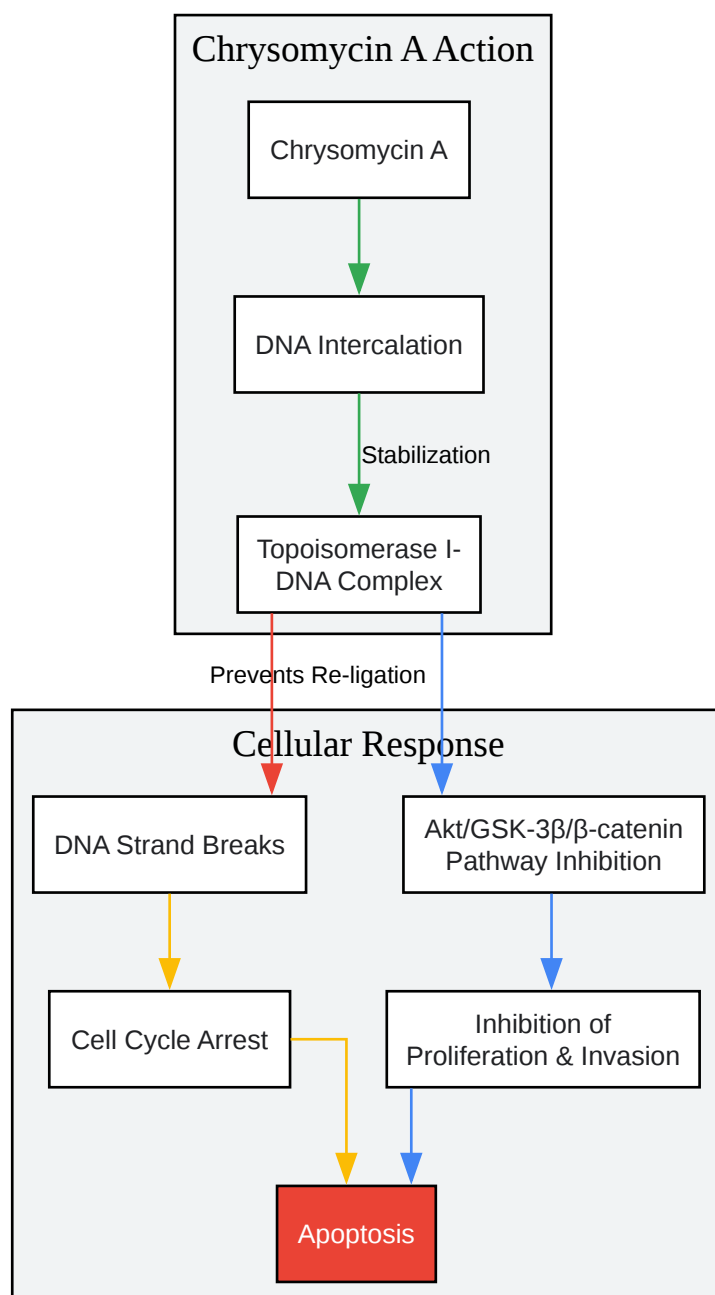 Chrysomycin A Action
Chrysomycin A
DNA Intercalation
Stabilization
Topoisomerase I-
DNA Complex
Prevents Re-ligation
Cellular Response
DNA Strand Breaks
Akt/GSK-3β/β-catenin
Pathway Inhibition
Cell Cycle Arrest
Inhibition of
Proliferation & Invasion
Apoptosis